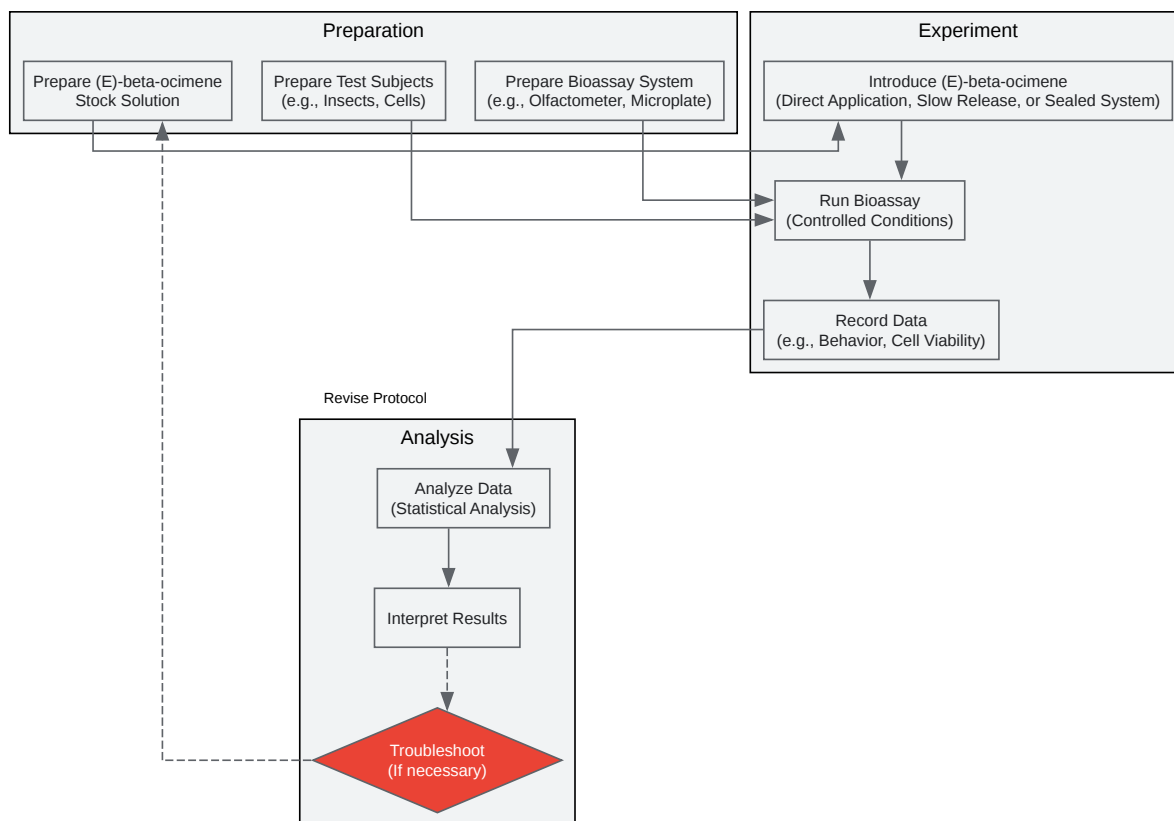 Preparation
Prepare (E)-beta-ocimene
Stock Solution
Prepare Test Subjects
(e.g., Insects, Cells)
Prepare Bioassay System
(e.g., Olfactometer, Microplate)
Experiment
Introduce (E)-beta-ocimene
(Direct Application, Slow Release, or Sealed System)
Run Bioassay
(Controlled Conditions)
Record Data
(e.g., Behavior, Cell Viability)
Revise Protocol
Analysis
Analyze Data
(Statistical Analysis)
Interpret Results
Troubleshoot
(If necessary)